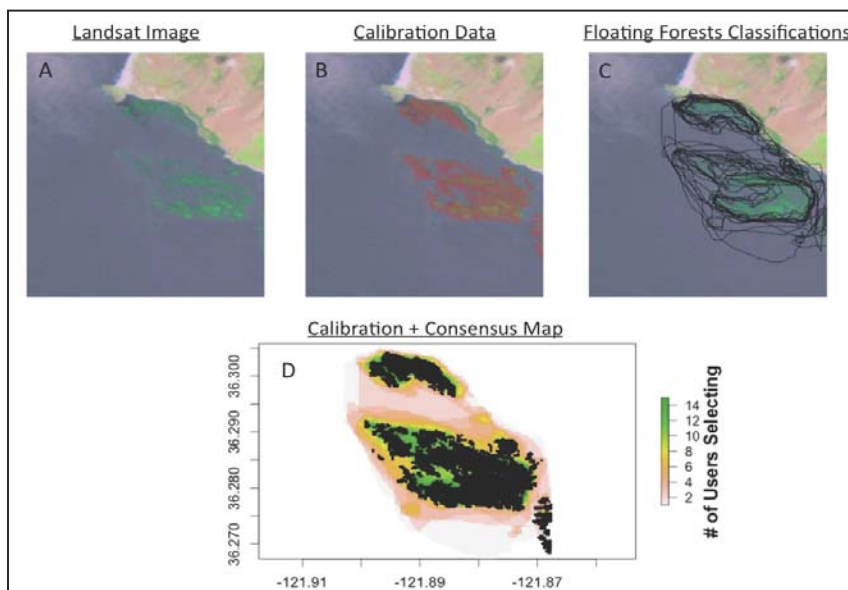 Landsat Image
Calibration Data
Floating Forests Classifications
A
B
C
Calibration + Consensus Map
D
36.300
36.290
36.280
36.270
-121.91
-121.89
-121.87
14
12
10
8
6
4
2
# of Users Selecting